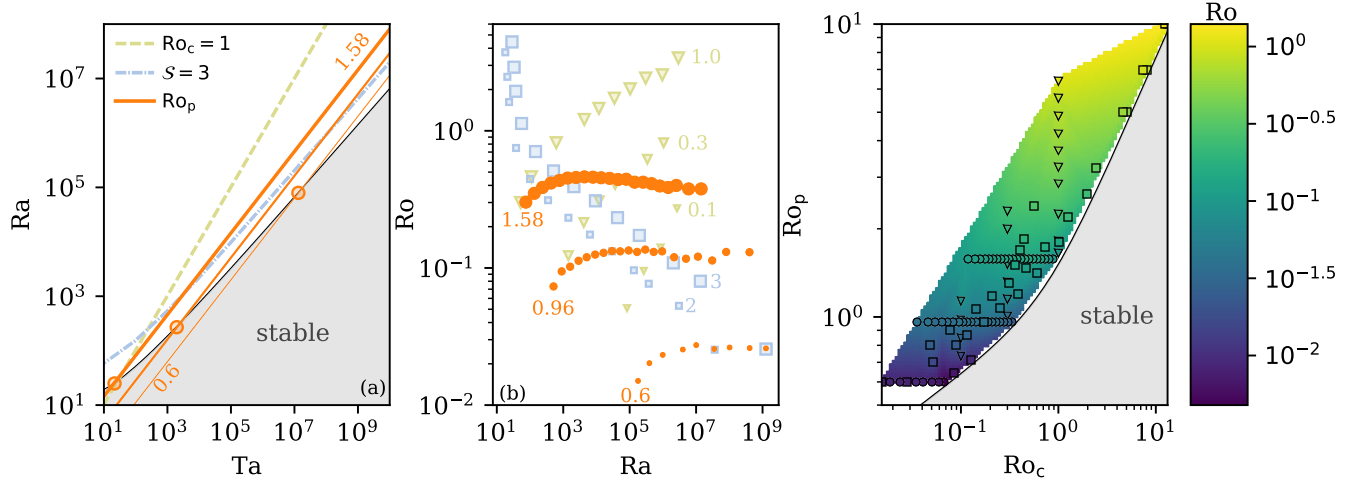 Ro_c = 1
𝒮 = 3
Ro_p
1.58
0.6
stable
(a)
Ra
10^7
10^5
10^3
10^1
10^1 10^3 10^5 10^7 10^9
Ta
Ro
10^0
10^-1
10^-2
1.0
0.3
0.1
1.58
0.96
3
2
0.6
(b)
10^1 10^3 10^5 10^7 10^9
Ra
Ro_p
10^1
10^0
stable
10^-1 10^0 10^1
Ro_c
Ro
10^0
10^-0.5
10^-1
10^-1.5
10^-2